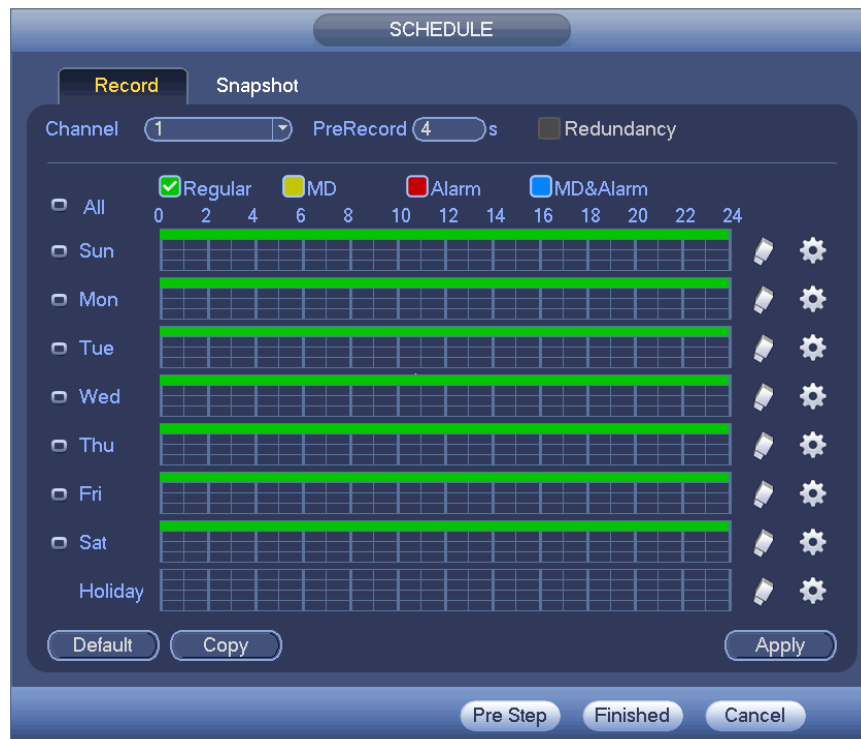 SCHEDULE
Record Snapshot
Channel 1 PreRecord 4 s Redundancy
Regular MD Alarm MD&Alarm
All
0 2 4 6 8 10 12 14 16 18 20 22 24
Sun
Mon
Tue
Wed
Thu
Fri
Sat
Holiday
Default Copy Apply
Pre Step Finished Cancel